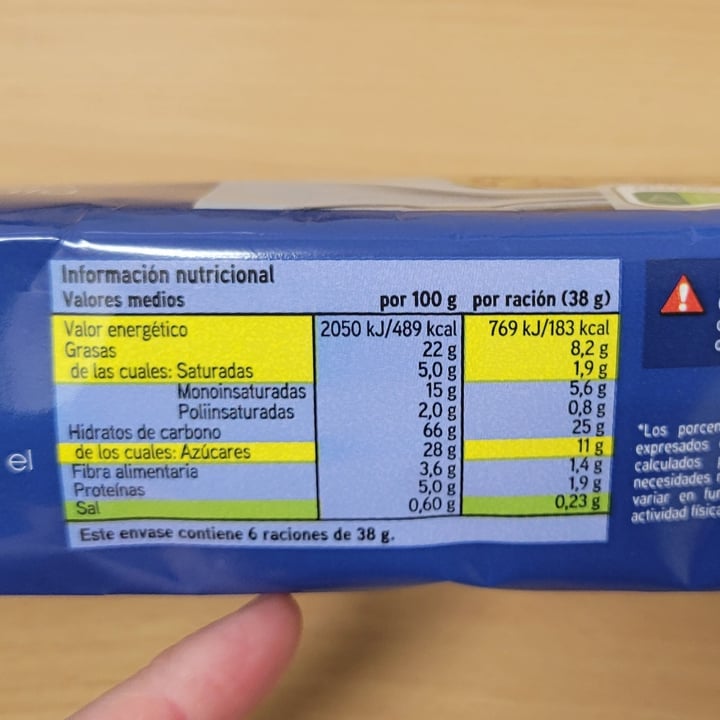 Información nutricional
Valores medios por 100 g por ración (38 g)
Valor energético 2050 kJ/489 kcal 769 kJ/183 kcal
Grasas 22 g 8,2 g
de las cuales: Saturadas 5,0 g 1,9 g
Monoinsaturadas 15 g 5,6 g
Poliinsaturadas 2,0 g 0,8 g
Hidratos de carbono 66 g 25 g
de los cuales: Azúcares 28 g 11 g
Fibra alimentaria 3,6 g 1,4 g
Proteínas 5,0 g 1,9 g
Sal 0,60 g 0,23 g
Este envase contiene 6 raciones de 38 g.
el
*Los
expresados
calculados
necesidades
variar en
actividad